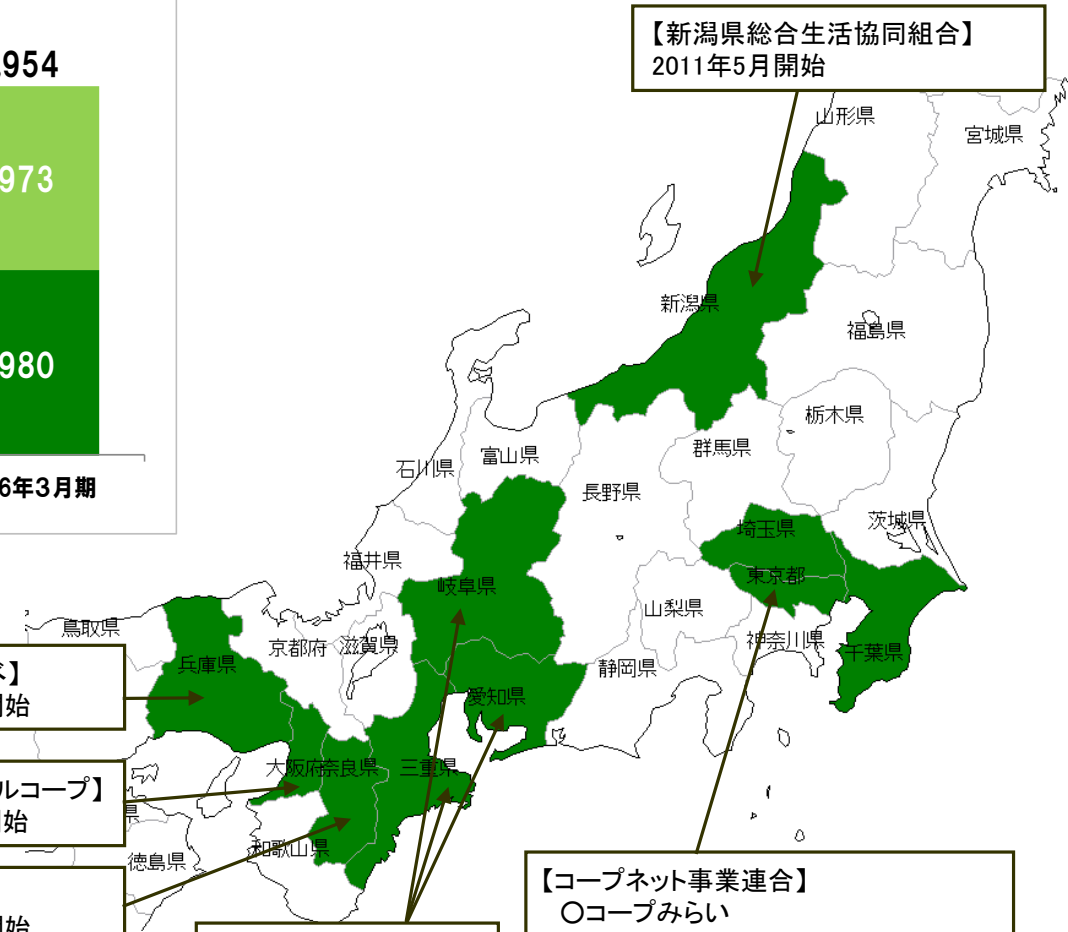 【新潟県総合生活協同組合】
2011年5月開始
954
973
980
6年3月期
山形県
宮城県
新潟県
福島県
栃木県
群馬県
富山県
石川県
長野県
茨城県
埼玉県
福井県
東京都
岐阜県
山梨県
鳥取県
京都府
滋賀県
神奈川県
千葉県
兵庫県
静岡県
】
始
愛知県
大阪府
奈良県
三重県
ルコープ】
始
県
和歌山県
徳島県
【コープネット事業連合】
〇コープみらい
始